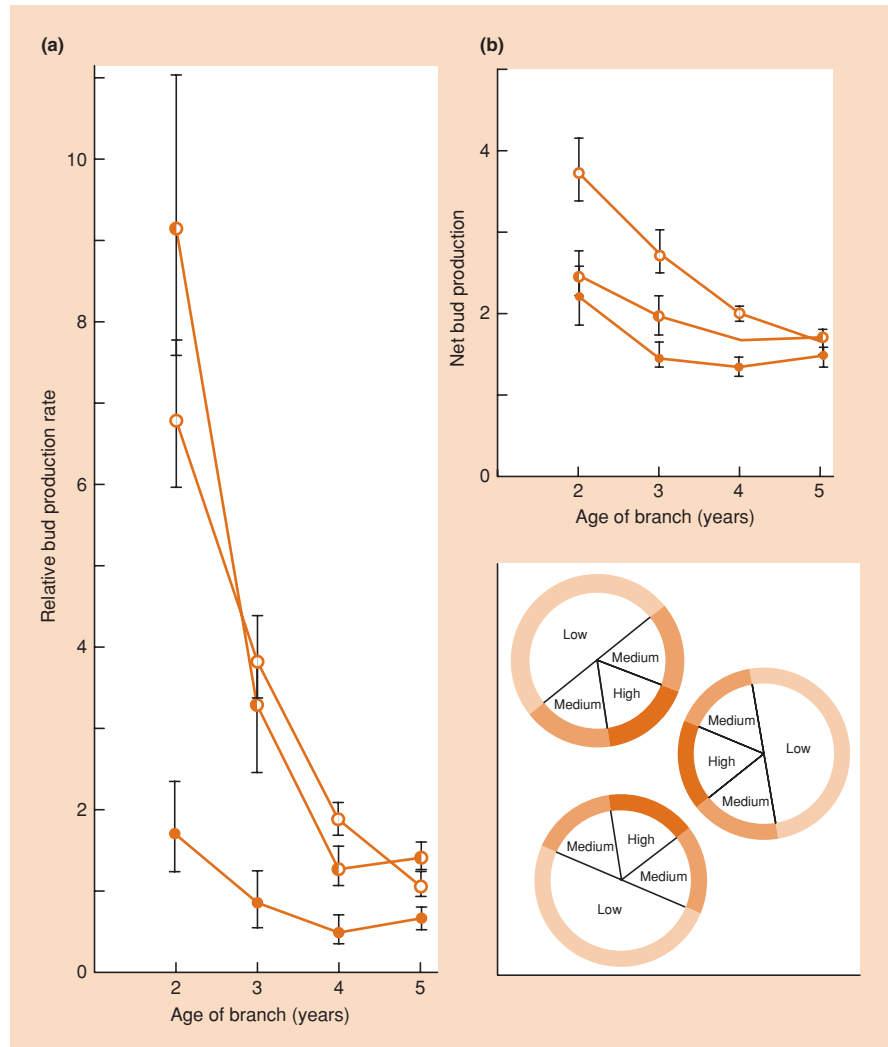 (a)
10
8
6
4
2
0
Relative bud production rate
2 3 4 5
Age of branch (years)
(b)
4
2
0
Net bud production
2 3 4 5
Age of branch (years)
Low
Medium
High
Medium
Medium
High
Medium
Low
Medium
High
Medium
Low